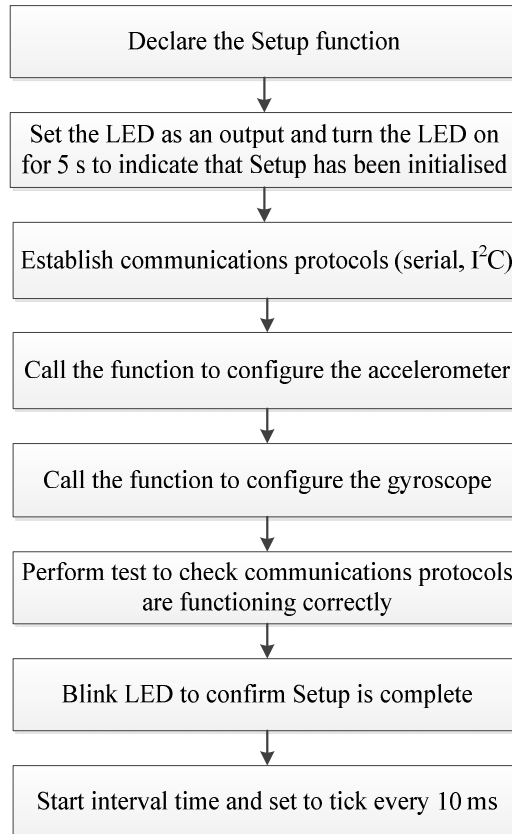 Declare the Setup function
Set the LED as an output and turn the LED on
for 5 s to indicate that Setup has been initialised
Establish communications protocols (serial, I²C)
Call the function to configure the accelerometer
Call the function to configure the gyroscope
Perform test to check communications protocols
are functioning correctly
Blink LED to confirm Setup is complete
Start interval time and set to tick every 10 ms